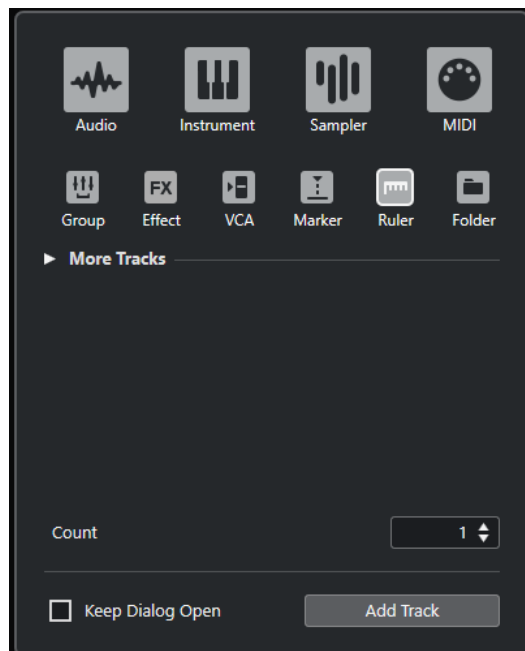 Audio Instrument Sampler MIDI
FX
Group Effect VCA Marker Ruler Folder
More Tracks
Count 1
Keep Dialog Open Add Track